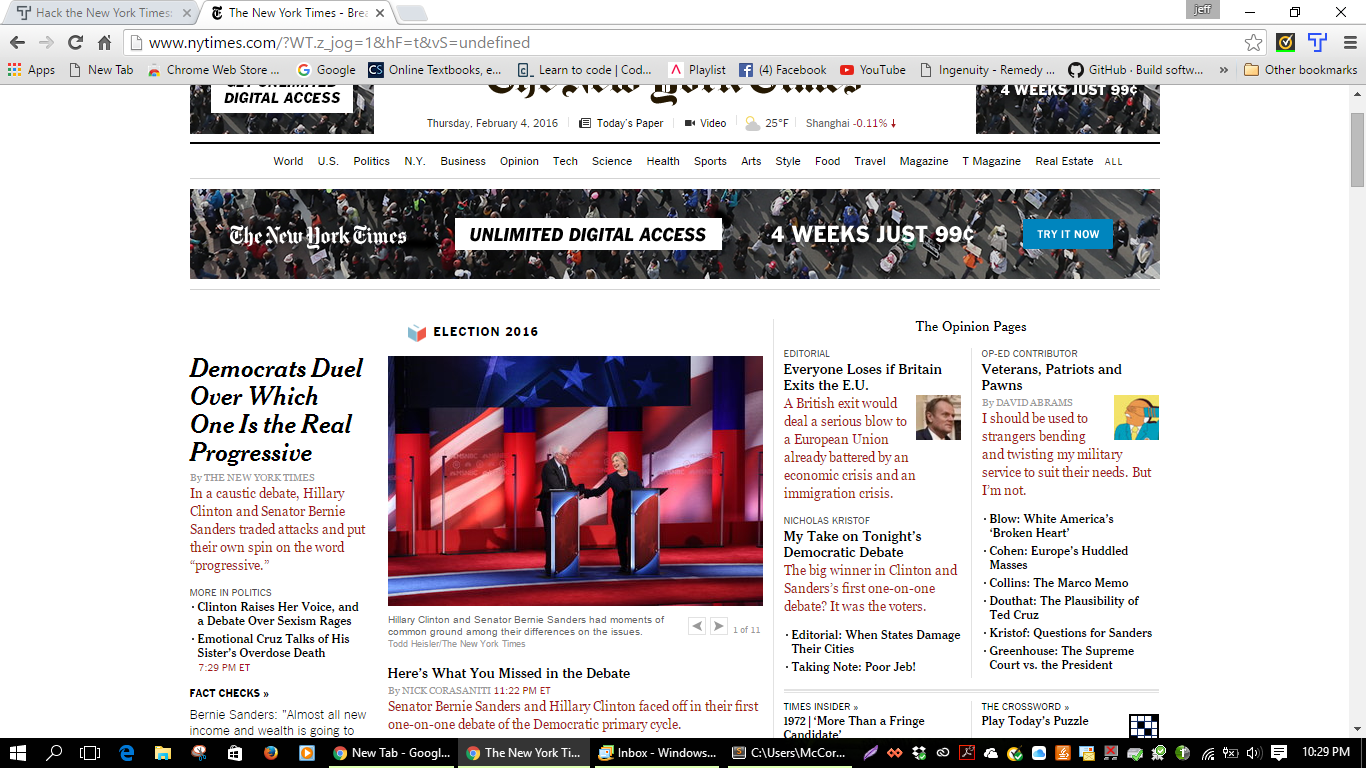 Hack the New York Times:
The New York Times - Brea
jeff
www.nytimes.com/?WT.z_jog=1&hF=t&vS=undefined
Apps New Tab Chrome Web Store ... Google Online Textbooks, e... Learn to code | Cod... Playlist (4) Facebook YouTube Ingenuity - Remedy ... GitHub · Build softw... » Other bookmarks
DIGITAL ACCESS
The New York Times
4 WEEKS JUST 99¢
Thursday, February 4, 2016 Today's Paper Video 25°F Shanghai -0.11% ↓
World U.S. Politics N.Y. Business Opinion Tech Science Health Sports Arts Style Food Travel Magazine T Magazine Real Estate ALL
The New York Times UNLIMITED DIGITAL ACCESS 4 WEEKS JUST 99¢ TRY IT NOW
ELECTION 2016
Democrats Duel
Over Which
One Is the Real
Progressive
By THE NEW YORK TIMES
In a caustic debate, Hillary
Clinton and Senator Bernie
Sanders traded attacks and put
their own spin on the word
“progressive.”
MORE IN POLITICS
· Clinton Raises Her Voice, and
a Debate Over Sexism Rages
· Emotional Cruz Talks of His
Sister’s Overdose Death
7:29 PM ET
FACT CHECKS »
Bernie Sanders: "Almost all new
income and wealth is going to
Hillary Clinton and Senator Bernie Sanders had moments of
common ground among their differences on the issues.
Todd Heisler/The New York Times
1 of 11
Here’s What You Missed in the Debate
By NICK CORASANITI 11:22 PM ET
Senator Bernie Sanders and Hillary Clinton faced off in their first
one-on-one debate of the Democratic primary cycle.
The Opinion Pages
EDITORIAL
Everyone Loses if Britain
Exits the E.U.
A British exit would
deal a serious blow to
a European Union
already battered by an
economic crisis and an
immigration crisis.
NICHOLAS KRISTOF
My Take on Tonight’s
Democratic Debate
The big winner in Clinton and
Sanders’s first one-on-one
debate? It was the voters.
· Editorial: When States Damage
Their Cities
· Taking Note: Poor Jeb!
OP-ED CONTRIBUTOR
Veterans, Patriots and
Pawns
By DAVID ABRAMS
I should be used to
strangers bending
and twisting my military
service to suit their needs. But
I’m not.
· Blow: White America’s
‘Broken Heart’
· Cohen: Europe’s Huddled
Masses
· Collins: The Marco Memo
· Douthat: The Plausibility of
Ted Cruz
· Kristof: Questions for Sanders
· Greenhouse: The Supreme
Court vs. the President
TIMES INSIDER »
1972 | ‘More Than a Fringe
Candidate’
THE CROSSWORD »
Play Today’s Puzzle
New Tab - Googl... The New York Ti... Inbox - Windows... C:\Users\McCor... 10:29 PM